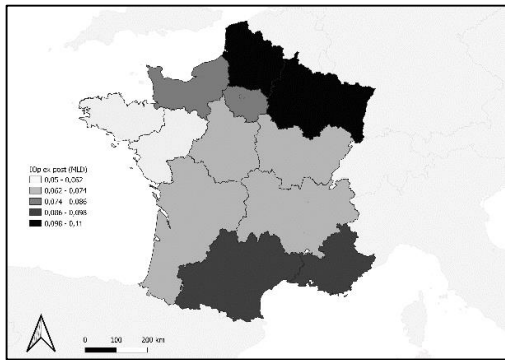 IOp ex post (MLD)
0,05 - 0,062
0,062 - 0,074
0,074 - 0,086
0,086 - 0,098
0,098 - 0,11
0 100 200 km